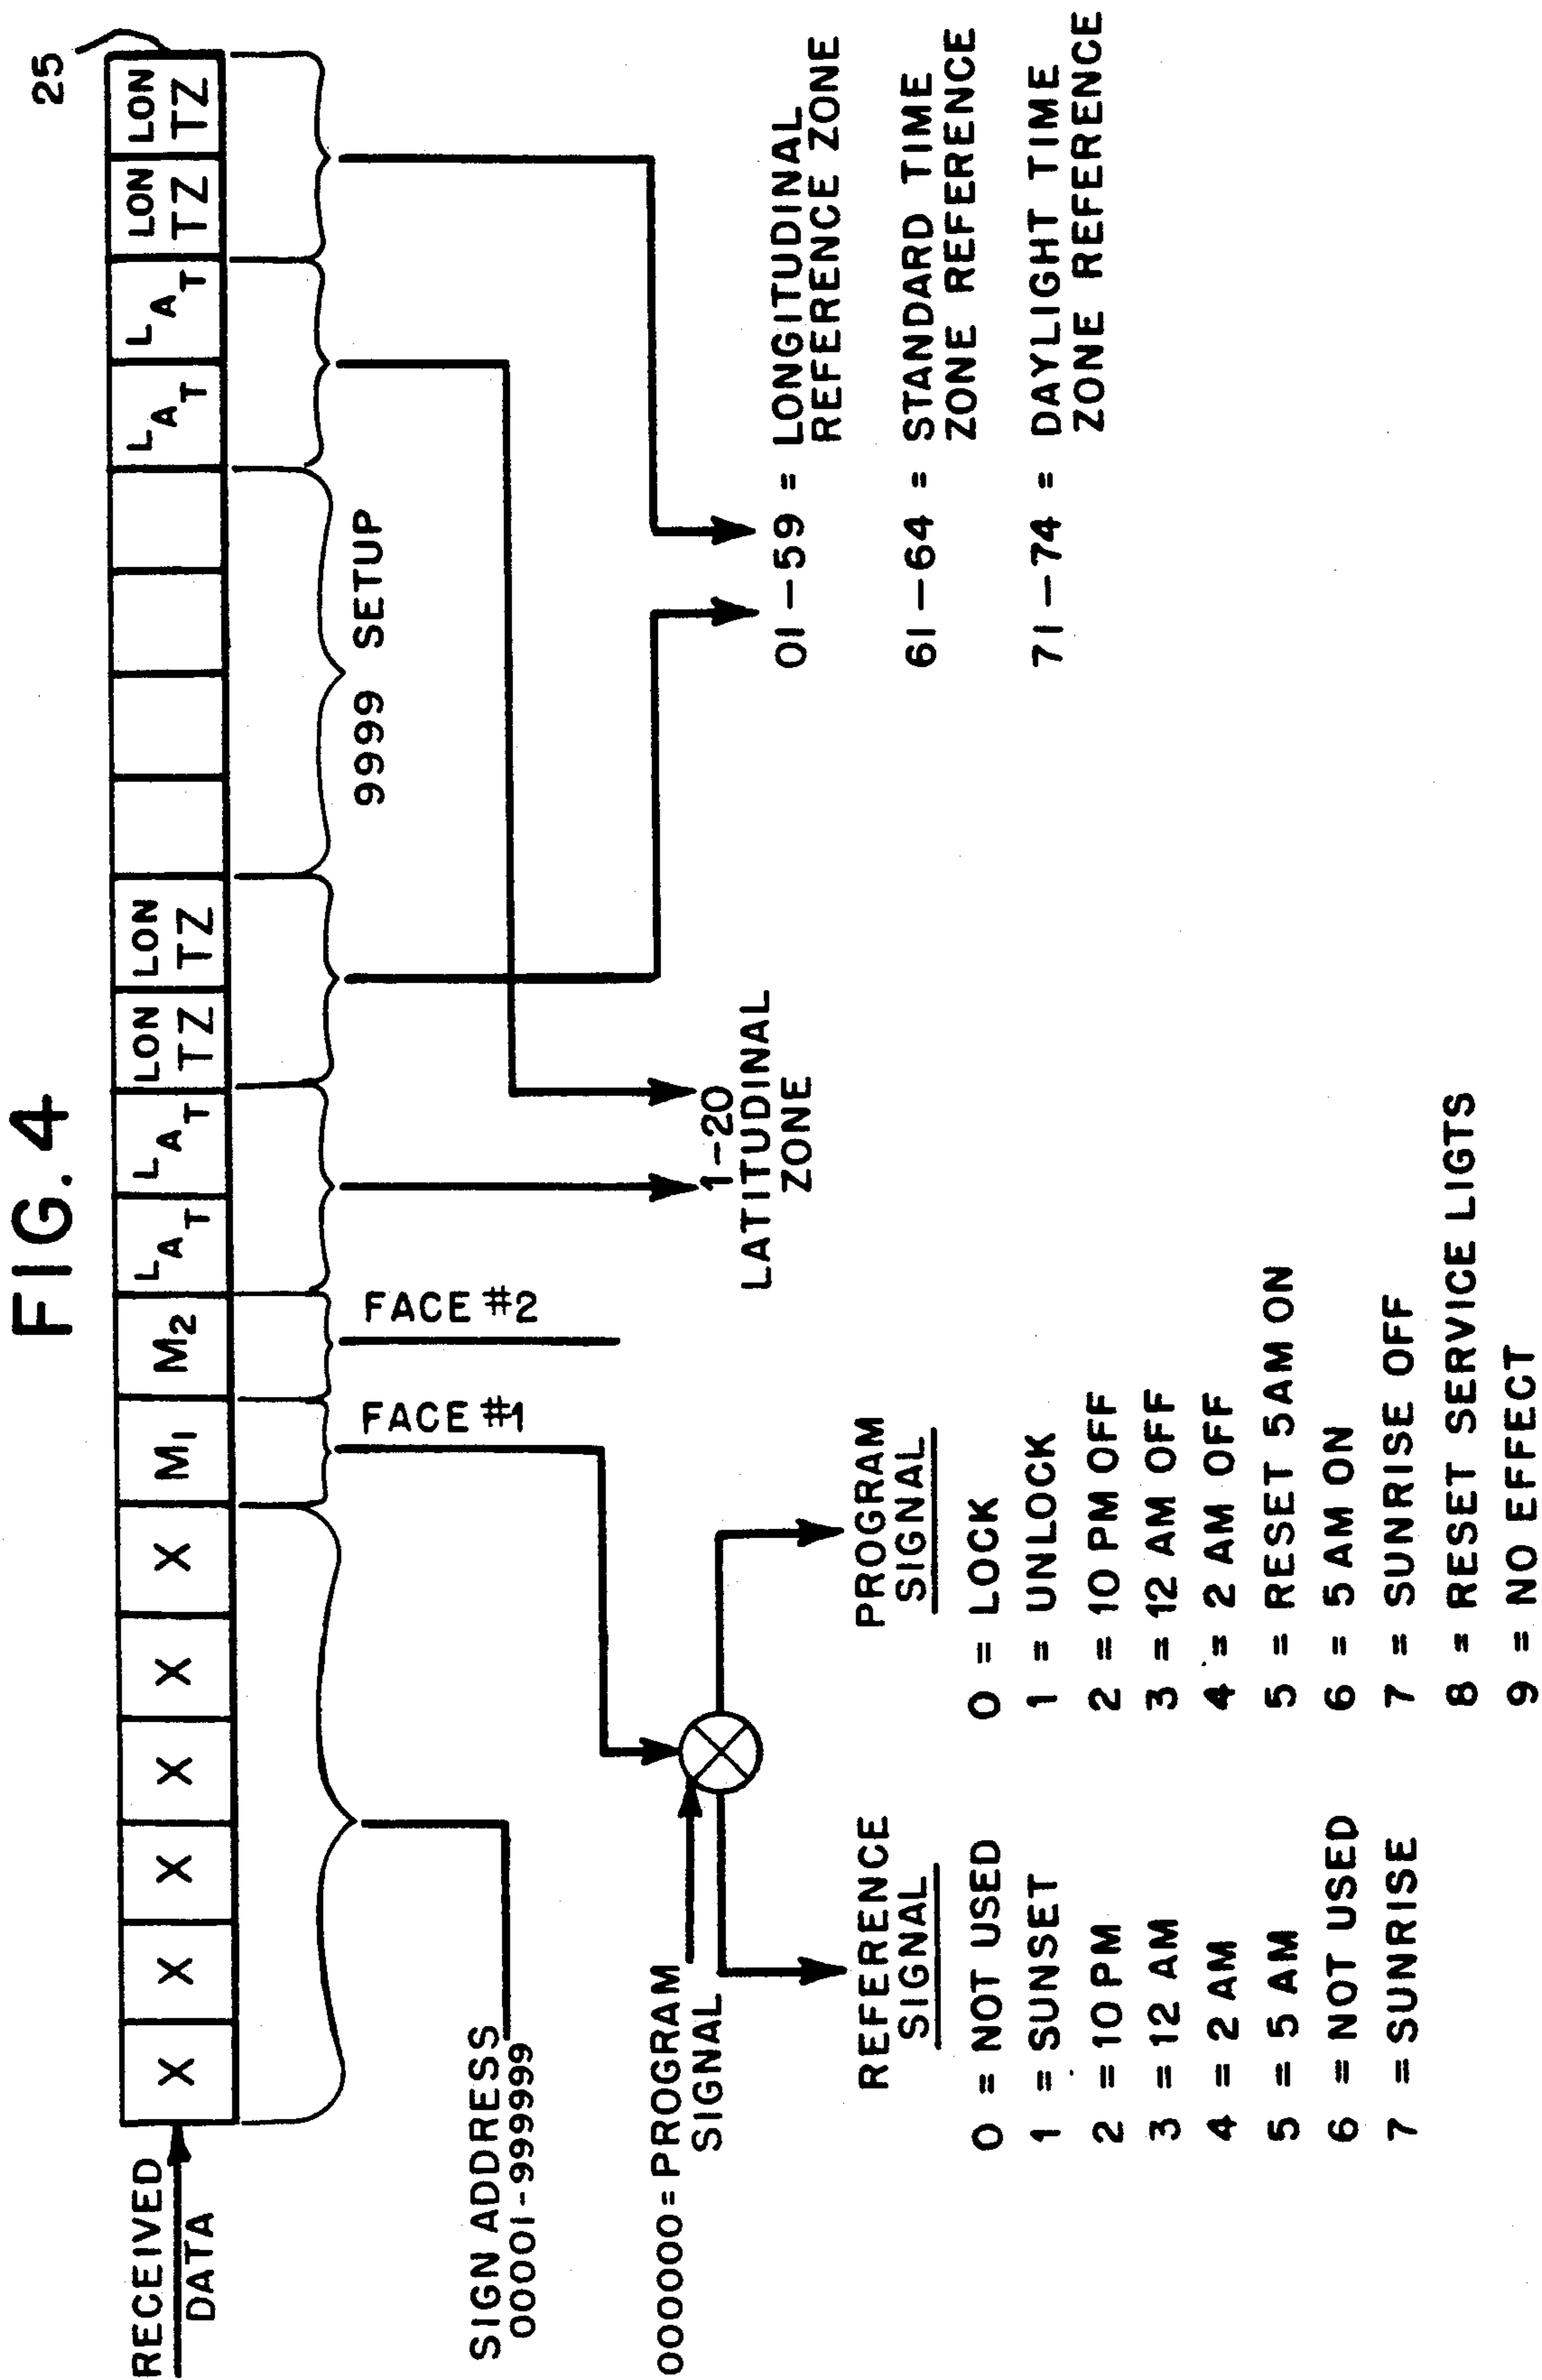 FIG. 4
25
RECEIVED
DATA
X X X X X X M1 M2 LAT LAT LON LON LAT LAT LON LON
TZ TZ TZ TZ
FACE #1
FACE #2
9999 SETUP
SIGN ADDRESS
00001-999999
000000=PROGRAM
SIGNAL
1-20
LATITUDINAL
ZONE
01-59 = LONGITUDINAL
REFERENCE ZONE
61-64 = STANDARD TIME
ZONE REFERENCE
71-74 = DAYLIGHT TIME
ZONE REFERENCE
REFERENCE
SIGNAL
0 = NOT USED
1 = SUNSET
2 = 10 PM
3 = 12 AM
4 = 2 AM
5 = 5 AM
6 = NOT USED
7 = SUNRISE
PROGRAM
SIGNAL
0 = LOCK
1 = UNLOCK
2 = 10 PM OFF
3 = 12 AM OFF
4 = 2 AM OFF
5 = RESET 5AM ON
6 = 5 AM ON
7 = SUNRISE OFF
8 = RESET SERVICE LIGTS
9 = NO EFFECT